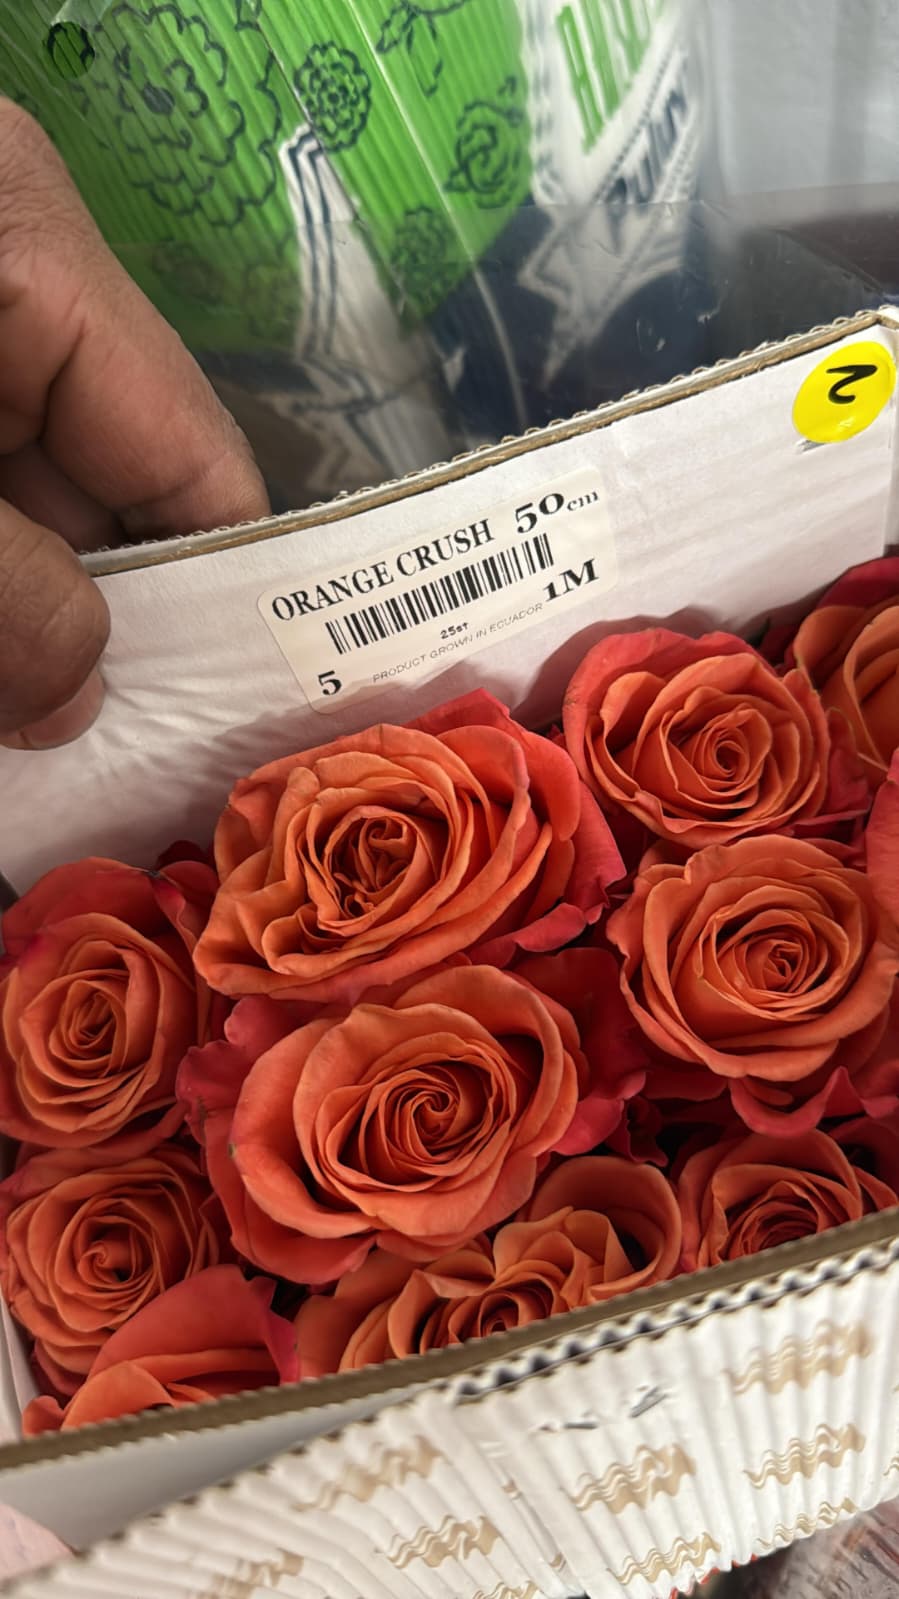 2
ORANGE CRUSH 50cm
25st 1M
5 PRODUCT GROWN IN ECUADOR